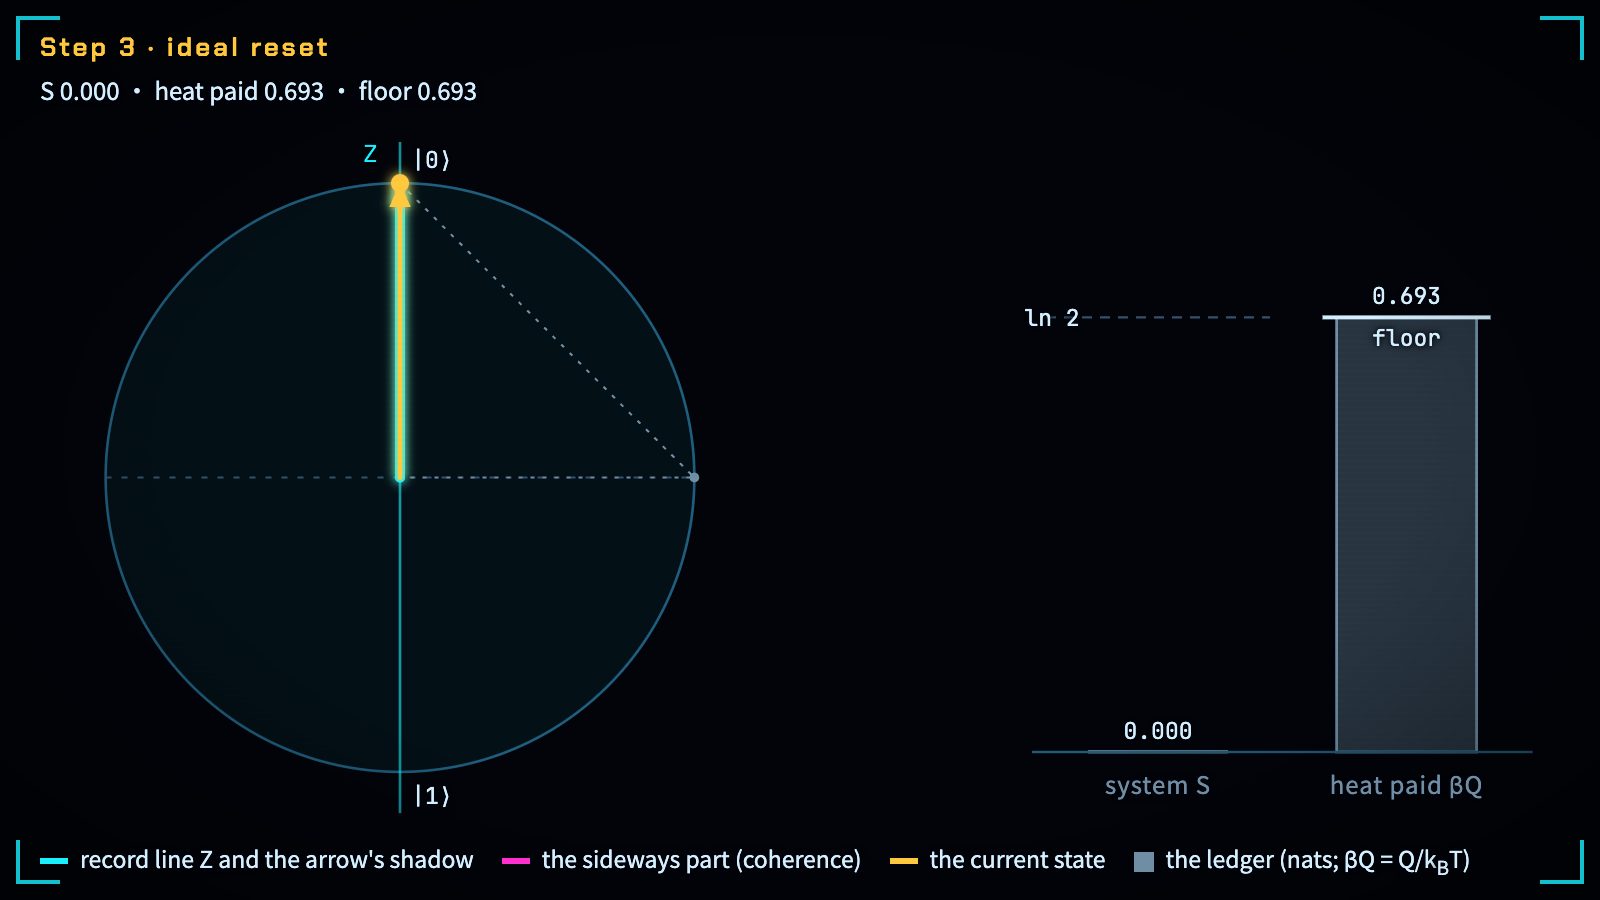 Step 3 · ideal reset
S 0.000 • heat paid 0.693 • floor 0.693
Z
|0⟩
0.693
ln 2
floor
0.000
system S
heat paid βQ
|1⟩
record line Z and the arrow's shadow
the sideways part (coherence)
the current state
the ledger (nats; βQ = Q/kBT)